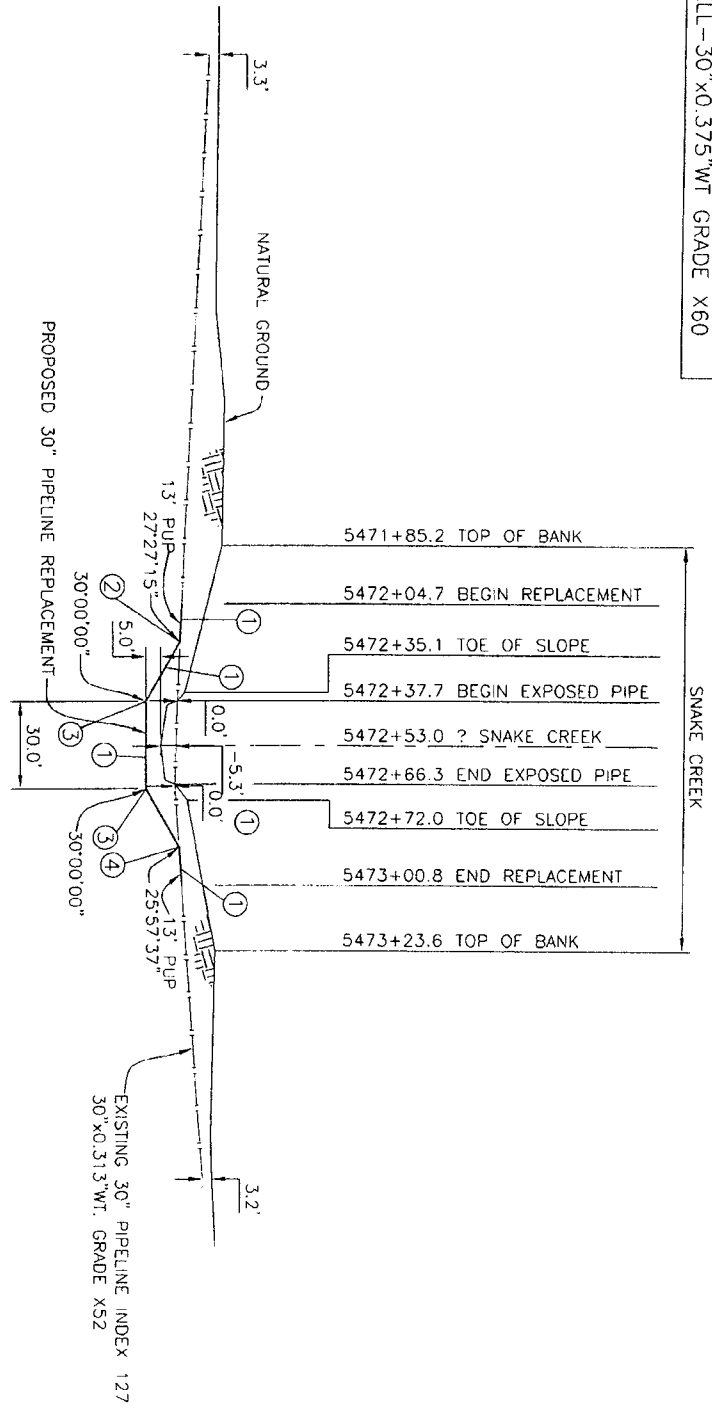 LL-30"x0.375"WT GRADE X60
SNAKE CREEK
5471+85.2 TOP OF BANK
5472+04.7 BEGIN REPLACEMENT
5472+35.1 TOE OF SLOPE
5472+37.7 BEGIN EXPOSED PIPE
5472+53.0 ? SNAKE CREEK
5472+66.3 END EXPOSED PIPE
5472+72.0 TOE OF SLOPE
5473+00.8 END REPLACEMENT
5473+23.6 TOP OF BANK
3.3'
NATURAL GROUND
13' PUP
27°27'15"
1
2
30°00'00"
5.0'
1
3
0.0'
-5.3'
0.0'
30.0'
1
1
3
4
-30°00'00"
1
13' PUP
25°57'37"
3.2'
PROPOSED 30" PIPELINE REPLACEMENT
EXISTING 30" PIPELINE INDEX 127
30"x0.313"WT. GRADE X52